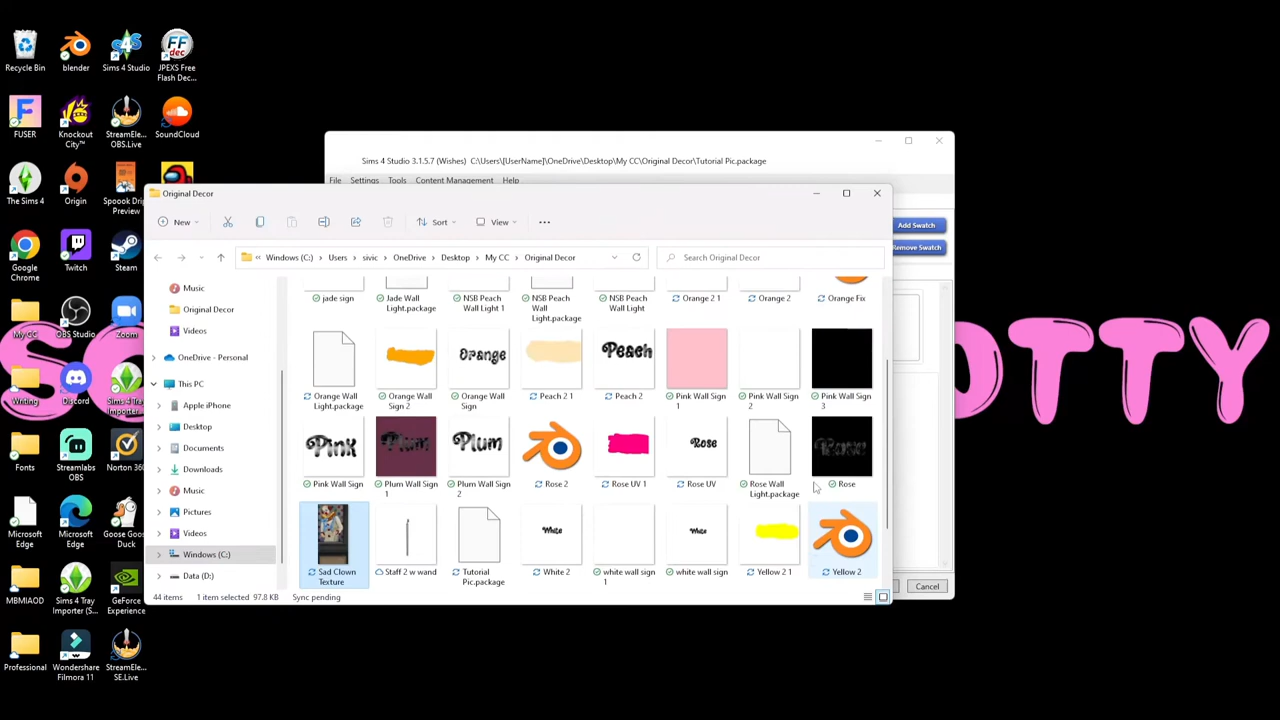 Recycle Bin
blender
Sims 4 Studio
JPEXS Free
Flash Dec...
FUSER
Knockout
City™
StreamEle...
OBS.Live
SoundCloud
The Sims 4
Origin
Spoook Drip
Preview
Google
Chrome
Twitch
Steam
My CC
OBS Studio
Zoom
Writing
Discord
Sims 4 Tray
Importer ...
Fonts
Streamlabs
OBS
Norton 360
Microsoft
Edge
Microsoft
Edge
Goose Goo...
Duck
MBMIAOD
Sims 4 Tray
Importer (S...
GeForce
Experience
Professional
Wondershare
Filmora 11
StreamEle...
SE.Live
Sims 4 Studio 3.1.5.7 (Wishes) C:\Users\[UserName]\OneDrive\Desktop\My CC\Original Decor\Tutorial Pic.package
File Settings Tools Content Management Help
Add Swatch
Remove Swatch
Cancel
Original Decor
New Sort View
« Windows (C:) › Users › sivic › OneDrive › Desktop › My CC › Original Decor
Search Original Decor
Music
Original Decor
Videos
OneDrive - Personal
This PC
Apple iPhone
Desktop
Documents
Downloads
Music
Pictures
Videos
Windows (C:)
Data (D:)
jade sign
Jade Wall
Light.package
NSB Peach
Wall Light 1
NSB Peach
Wall
Light.package
NSB Peach
Wall Light
Orange 2 1
Orange 2
Orange Fix
Orange
Peach
Orange Wall
Light.package
Orange Wall
Sign 2
Orange Wall
Sign
Peach 2 1
Peach 2
Pink Wall Sign
1
Pink Wall Sign
2
Pink Wall Sign
3
Pink
Plum
Plum
Rose
Rose
Pink Wall Sign
Plum Wall Sign
1
Plum Wall Sign
2
Rose 2
Rose UV 1
Rose UV
Rose Wall
Light.package
Rose
White
White
Sad Clown
Texture
Staff 2 w wand
Tutorial
Pic.package
White 2
white wall sign
1
white wall sign
Yellow 2 1
Yellow 2
44 items 1 item selected 97.8 KB Sync pending
OTTY